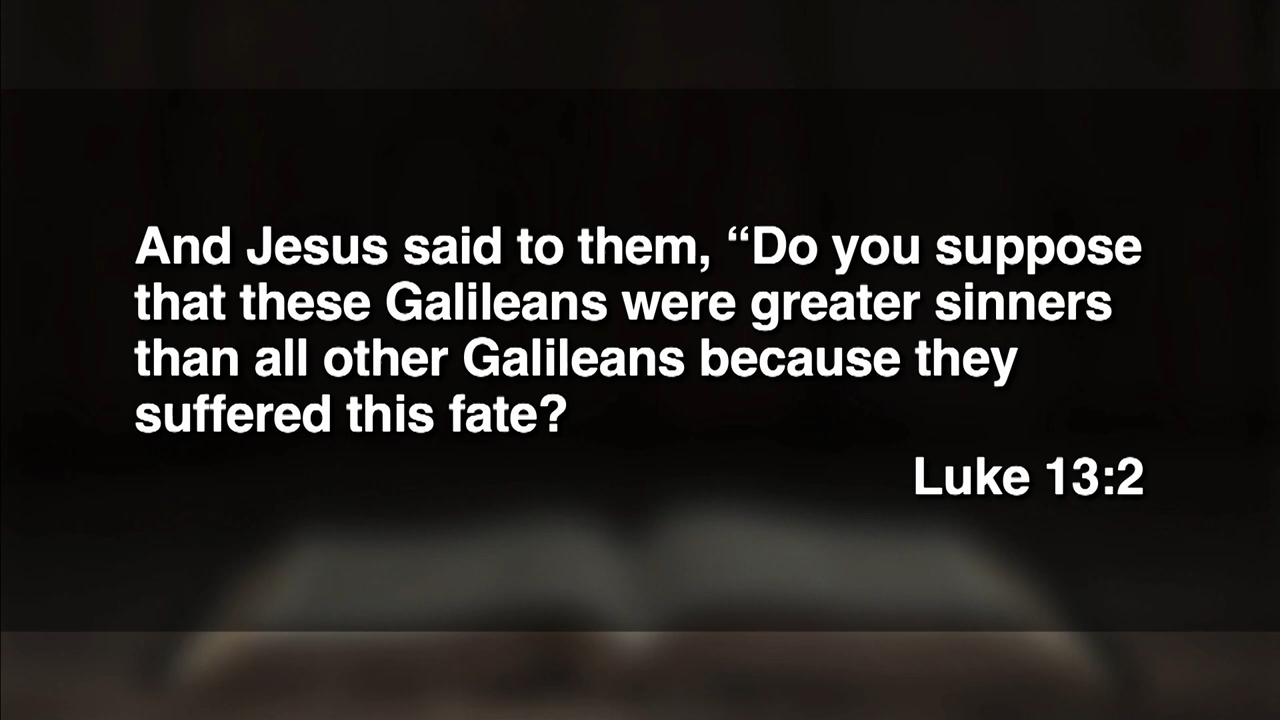 And Jesus said to them, “Do you suppose
that these Galileans were greater sinners
than all other Galileans because they
suffered this fate?
Luke 13:2